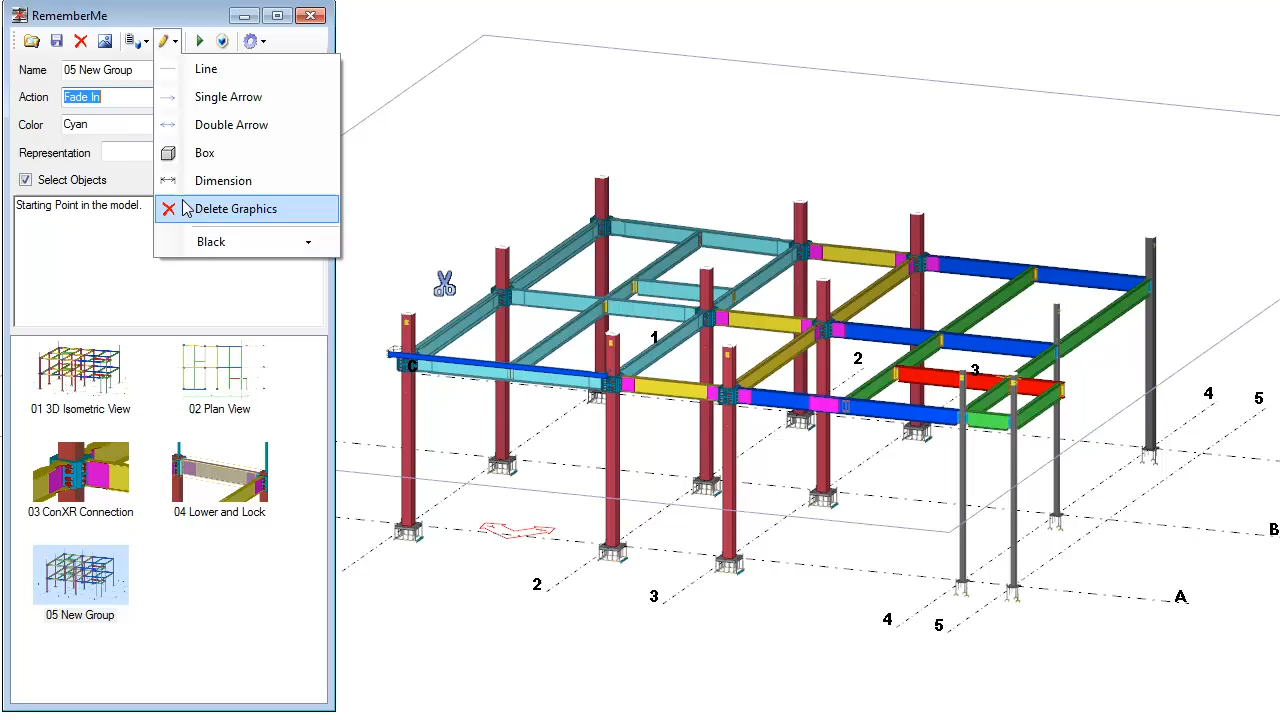 RememberMe
Name 05 New Group
Action Fade In
Color Cyan
Representation
Select Objects
Starting Point in the model.
Line
Single Arrow
Double Arrow
Box
Dimension
Delete Graphics
Black
01 3D Isometric View
02 Plan View
03 ConXR Connection
04 Lower and Lock
05 New Group
1
2
3
4
5
C
B
A
2
3
4
5